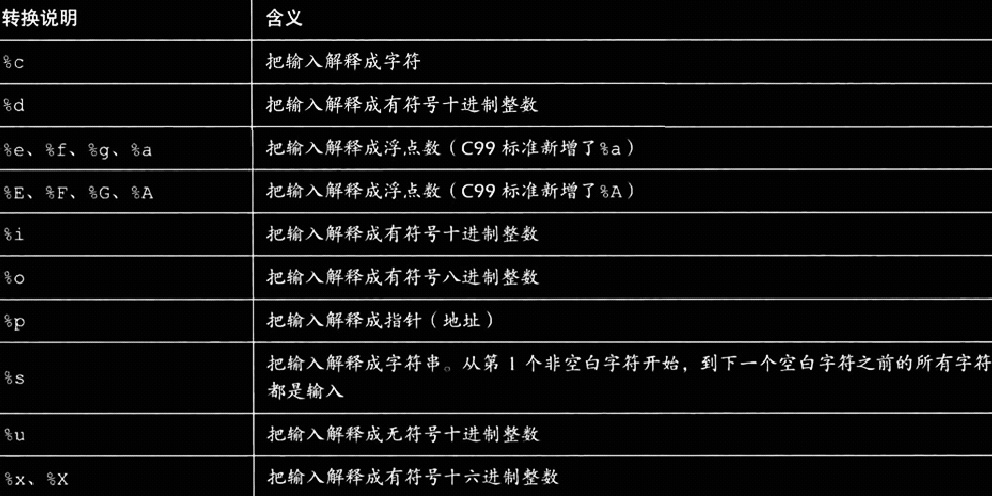 转换说明 含义
%c 把输入解释成字符
%d 把输入解释成有符号十进制整数
%e、%f、%g、%a 把输入解释成浮点数（C99 标准新增了%a）
%E、%F、%G、%A 把输入解释成浮点数（C99 标准新增了%A）
%i 把输入解释成有符号十进制整数
%o 把输入解释成有符号八进制整数
%p 把输入解释成指针（地址）
%s 把输入解释成字符串。从第 1 个非空白字符开始，到下一个空白字符之前的所有字符
都是输入
%u 把输入解释成无符号十进制整数
%x、%X 把输入解释成有符号十六进制整数